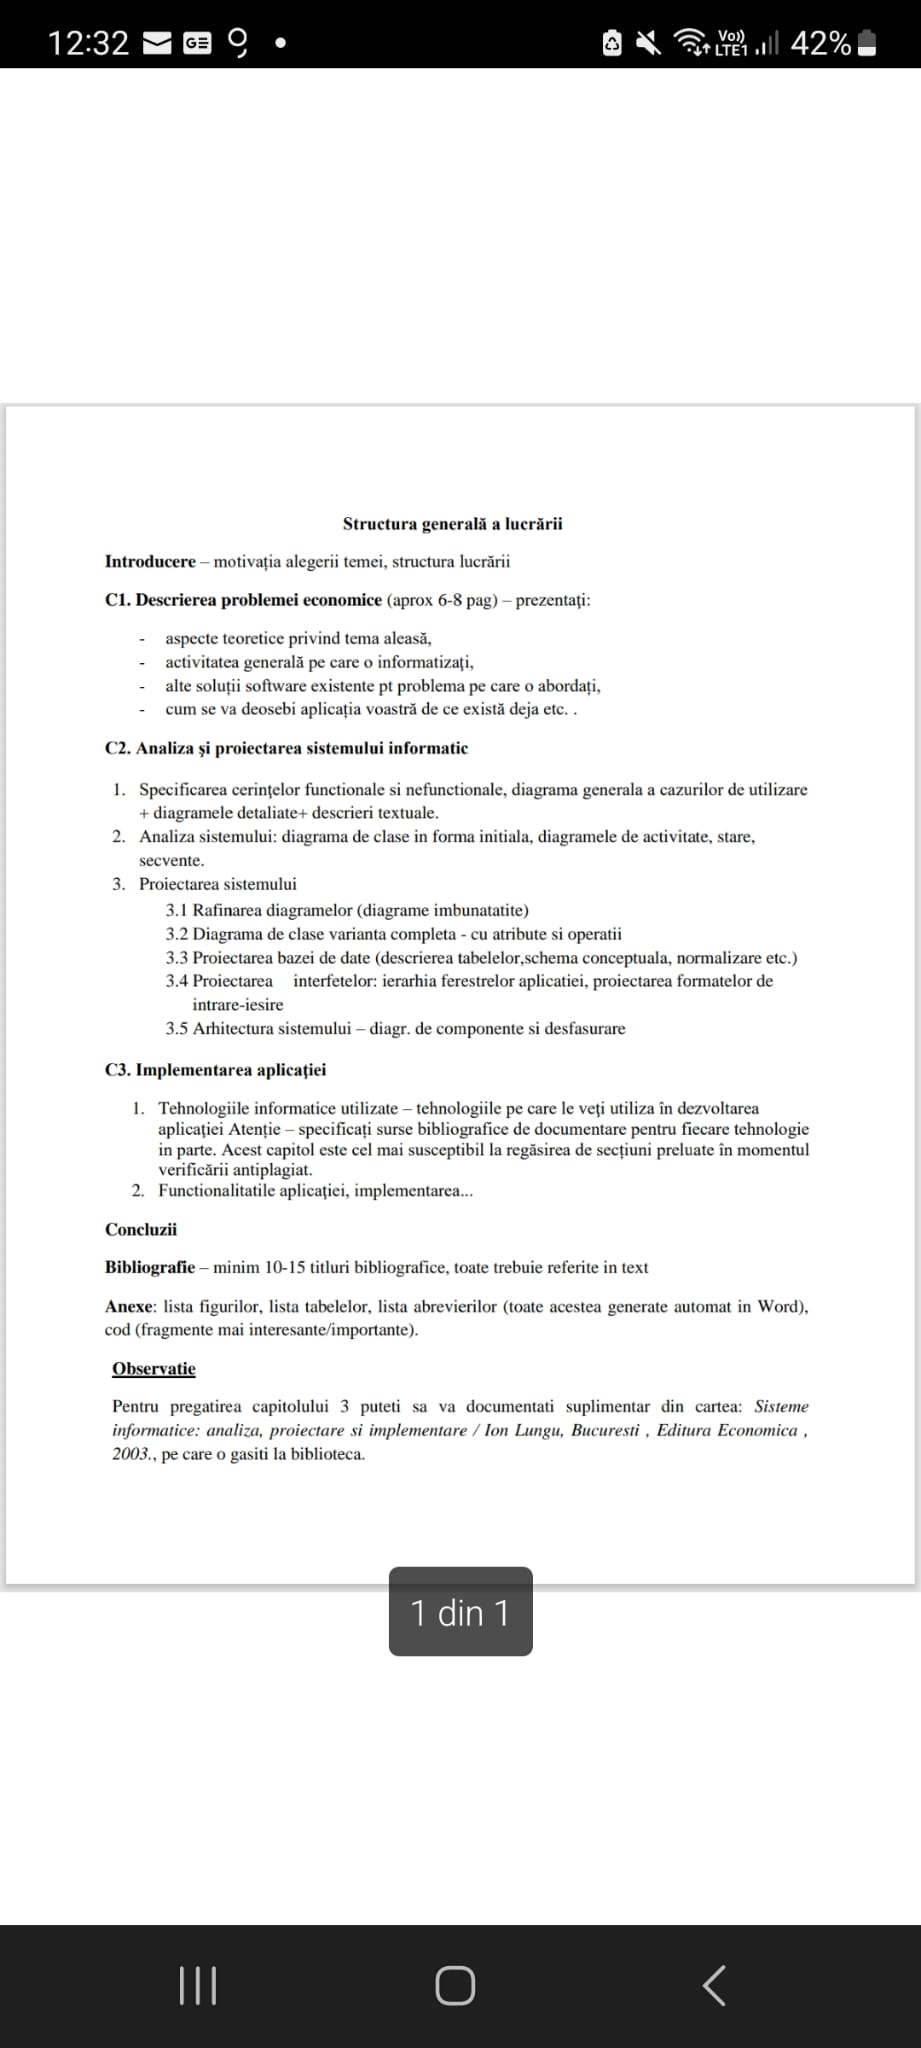 12:32
GE
Vo))
LTE1
42%
Structura generală a lucrării
Introducere – motivația alegerii temei, structura lucrării
C1. Descrierea problemei economice (aprox 6-8 pag) – prezentați:
- aspecte teoretice privind tema aleasă,
- activitatea generală pe care o informatizați,
- alte soluții software existente pt problema pe care o abordați,
- cum se va deosebi aplicația voastră de ce există deja etc. .
C2. Analiza și proiectarea sistemului informatic
1. Specificarea cerințelor functionale si nefunctionale, diagrama generala a cazurilor de utilizare
+ diagramele detaliate+ descrieri textuale.
2. Analiza sistemului: diagrama de clase in forma initiala, diagramele de activitate, stare,
secvente.
3. Proiectarea sistemului
3.1 Rafinarea diagramelor (diagrame imbunatatite)
3.2 Diagrama de clase varianta completa - cu atribute si operatii
3.3 Proiectarea bazei de date (descrierea tabelelor,schema conceptuala, normalizare etc.)
3.4 Proiectarea interfetelor: ierarhia ferestrelor aplicatiei, proiectarea formatelor de
intrare-iesire
3.5 Arhitectura sistemului – diagr. de componente si desfasurare
C3. Implementarea aplicației
1. Tehnologiile informatice utilizate – tehnologiile pe care le veți utiliza în dezvoltarea
aplicației Atenție – specificați surse bibliografice de documentare pentru fiecare tehnologie
in parte. Acest capitol este cel mai susceptibil la regăsirea de secțiuni preluate în momentul
verificării antiplagiat.
2. Functionalitatile aplicației, implementarea...
Concluzii
Bibliografie – minim 10-15 titluri bibliografice, toate trebuie referite in text
Anexe: lista figurilor, lista tabelelor, lista abrevierilor (toate acestea generate automat in Word),
cod (fragmente mai interesante/importante).
Observatie
Pentru pregatirea capitolului 3 puteti sa va documentati suplimentar din cartea: Sisteme
informatice: analiza, proiectare si implementare / Ion Lungu, Bucuresti , Editura Economica ,
2003., pe care o gasiti la biblioteca.
1 din 1